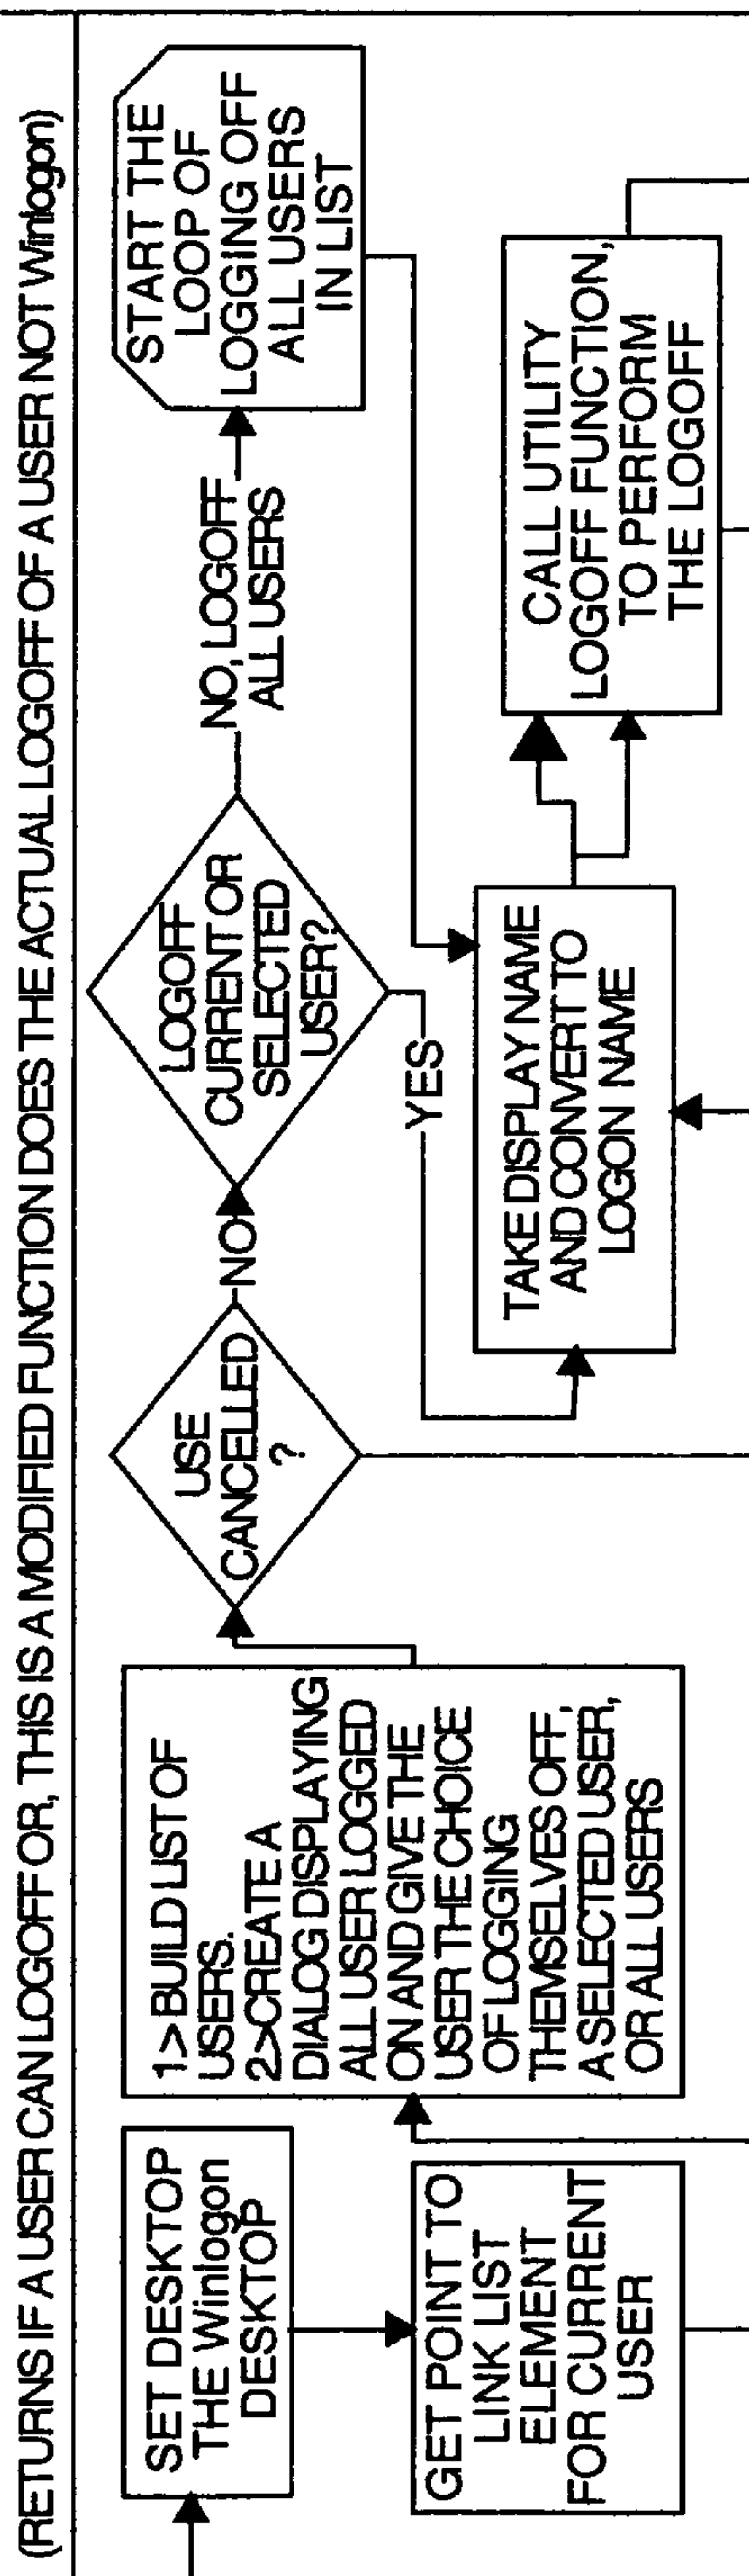 (RETURNS IF A USER CAN LOGOFF OR, THIS IS A MODIFIED FUNCTION DOES THE ACTUAL LOGOFF OF A USER NOT Winlogon)
SET DESKTOP
THE Winlogon
DESKTOP
GET POINT TO
LINK LIST
ELEMENT
FOR CURRENT
USER
1> BUILD LIST OF
USERS.
2>CREATE A
DIALOG DISPLAYING
ALL USER LOGGED
ON AND GIVE THE
USER THE CHOICE
OF LOGGING
THEMSELVES OFF,
A SELECTED USER,
OR ALL USERS
USE
CANCELLED
?
NO
LOGOFF
CURRENT OR
SELECTED
USER?
NO, LOGOFF
ALL USERS
START THE
LOOP OF
LOGGING OFF
ALL USERS
IN LIST
YES
TAKE DISPLAY NAME
AND CONVERT TO
LOGON NAME
CALL UTILITY
LOGOFF FUNCTION,
TO PERFORM
THE LOGOFF